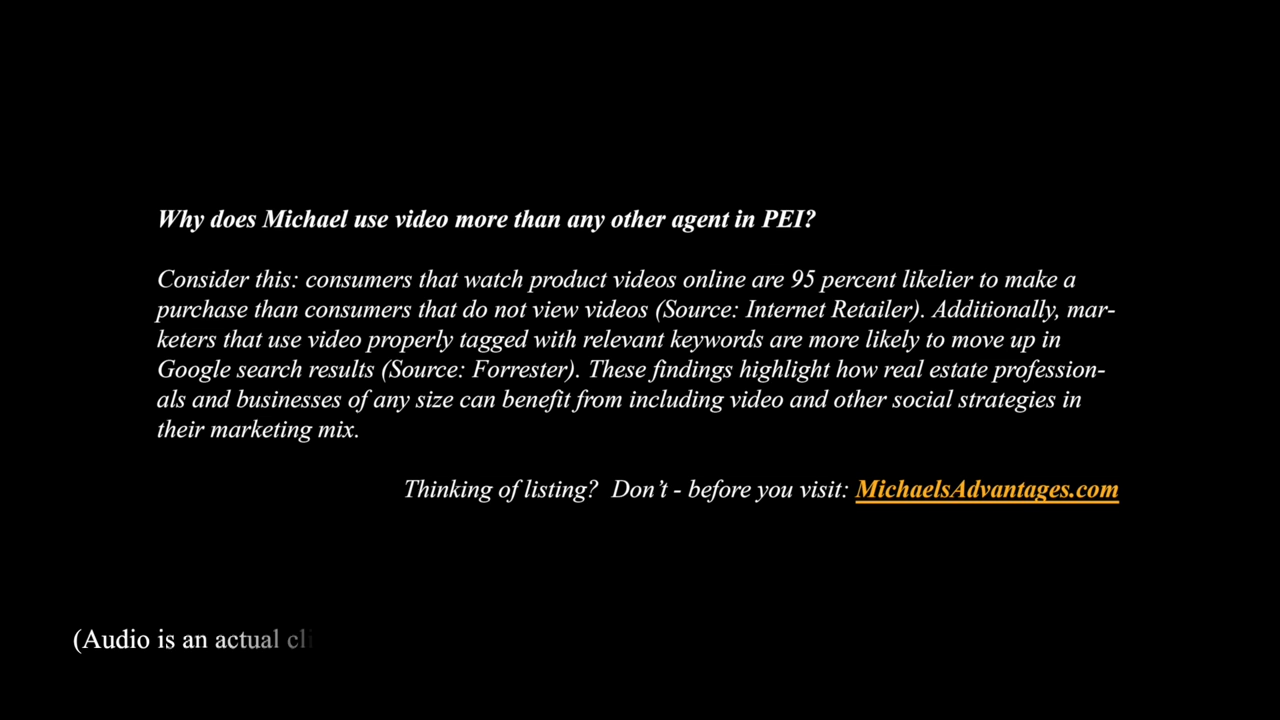 Why does Michael use video more than any other agent in PEI?
Consider this: consumers that watch product videos online are 95 percent likelier to make a
purchase than consumers that do not view videos (Source: Internet Retailer). Additionally, mar-
keters that use video properly tagged with relevant keywords are more likely to move up in
Google search results (Source: Forrester). These findings highlight how real estate profession-
als and businesses of any size can benefit from including video and other social strategies in
their marketing mix.
Thinking of listing?  Don’t - before you visit: MichaelsAdvantages.com
(Audio is an actual